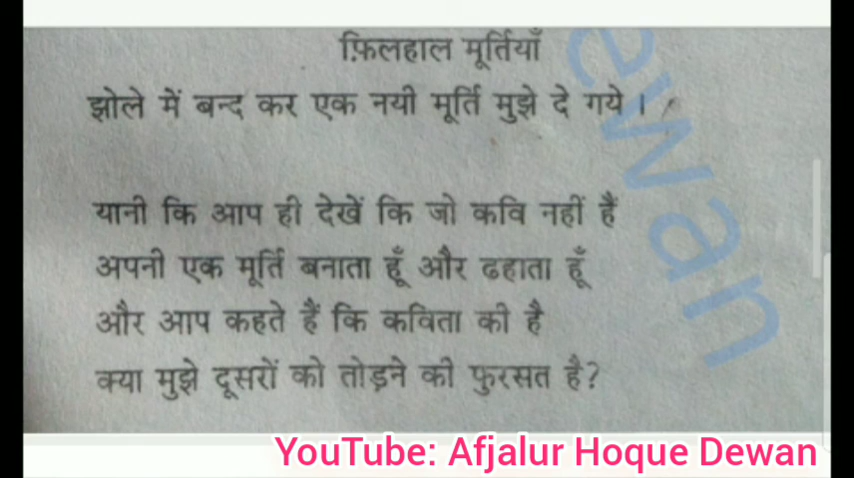 फ़िलहाल मूर्तियाँ
झोले में बन्द कर एक नयी मूर्ति मुझे दे गये ।
यानी कि आप ही देखें कि जो कवि नहीं हैं
अपनी एक मूर्ति बनाता हूँ और ढहाता हूँ
और आप कहते हैं कि कविता की है
क्या मुझे दूसरों को तोड़ने की फुरसत है?
ewan
YouTube: Afjalur Hoque Dewan